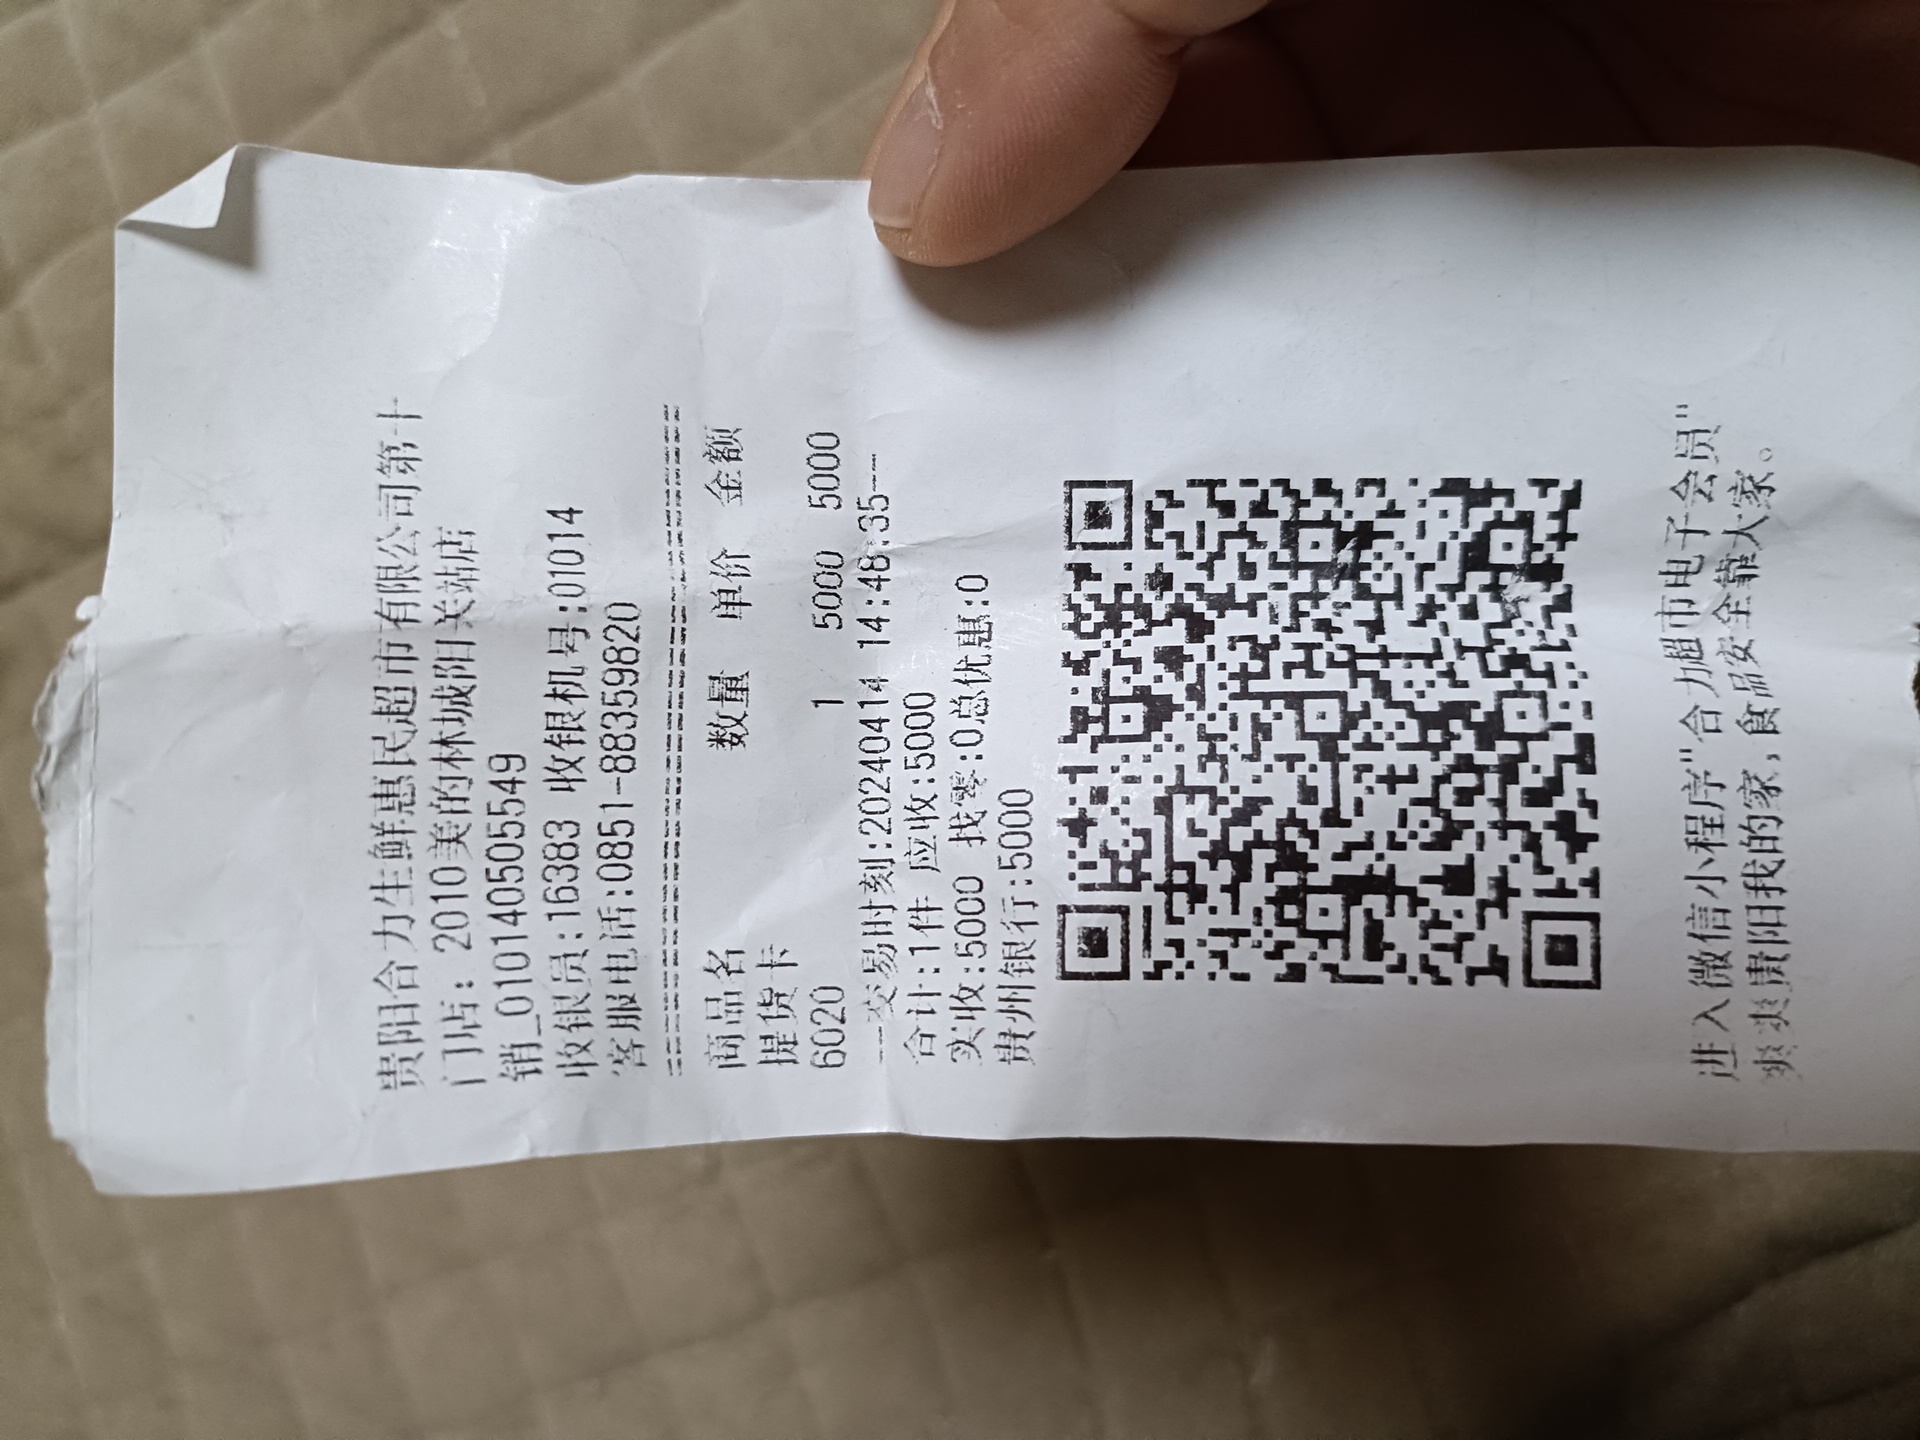 贵阳合力生鲜惠民超市有限公司第十
门店: 2010美的林城阳关站店
销_0101140505549
收银员:16383 收银机号:01014
客服电话:0851-88359820
商品名 数量 单价 金额
提货卡
6020 1 5000 5000
---交易时刻:20240414 14:48:35---
合计:1件 应收:5000
实收:5000 找零:0总优惠:0
贵州银行:5000
进入微信小程序"合力超市电子会员"
爽爽贵阳我的家,食品安全靠大家。